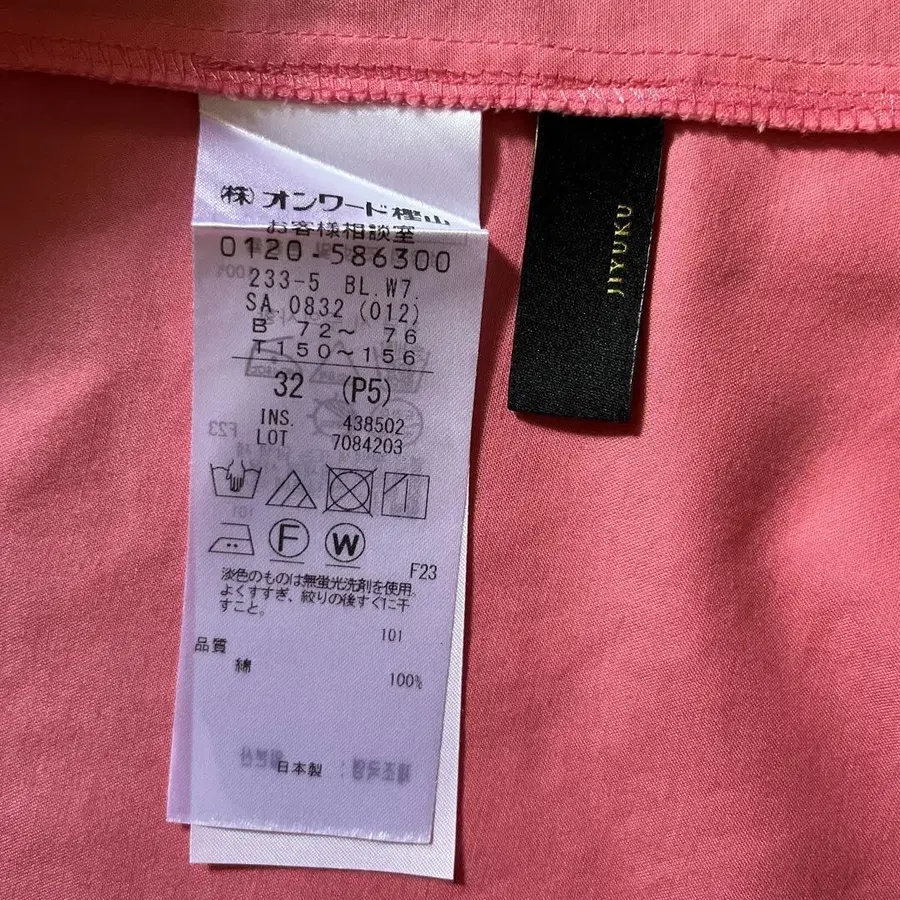 (株)オンワード樫山
お客様相談室
0120-586300
233-5 BL.W7.
SA 0832 (012)
B 72～ 76
T150～156
32 (P5)
INS. 438502
LOT 7084203
F
W
F23
淡色のものは無蛍光洗剤を使用。
よくすすぎ、絞りの後すぐに干
すこと。
101
品質
綿 100%
日本製
JIYUKU